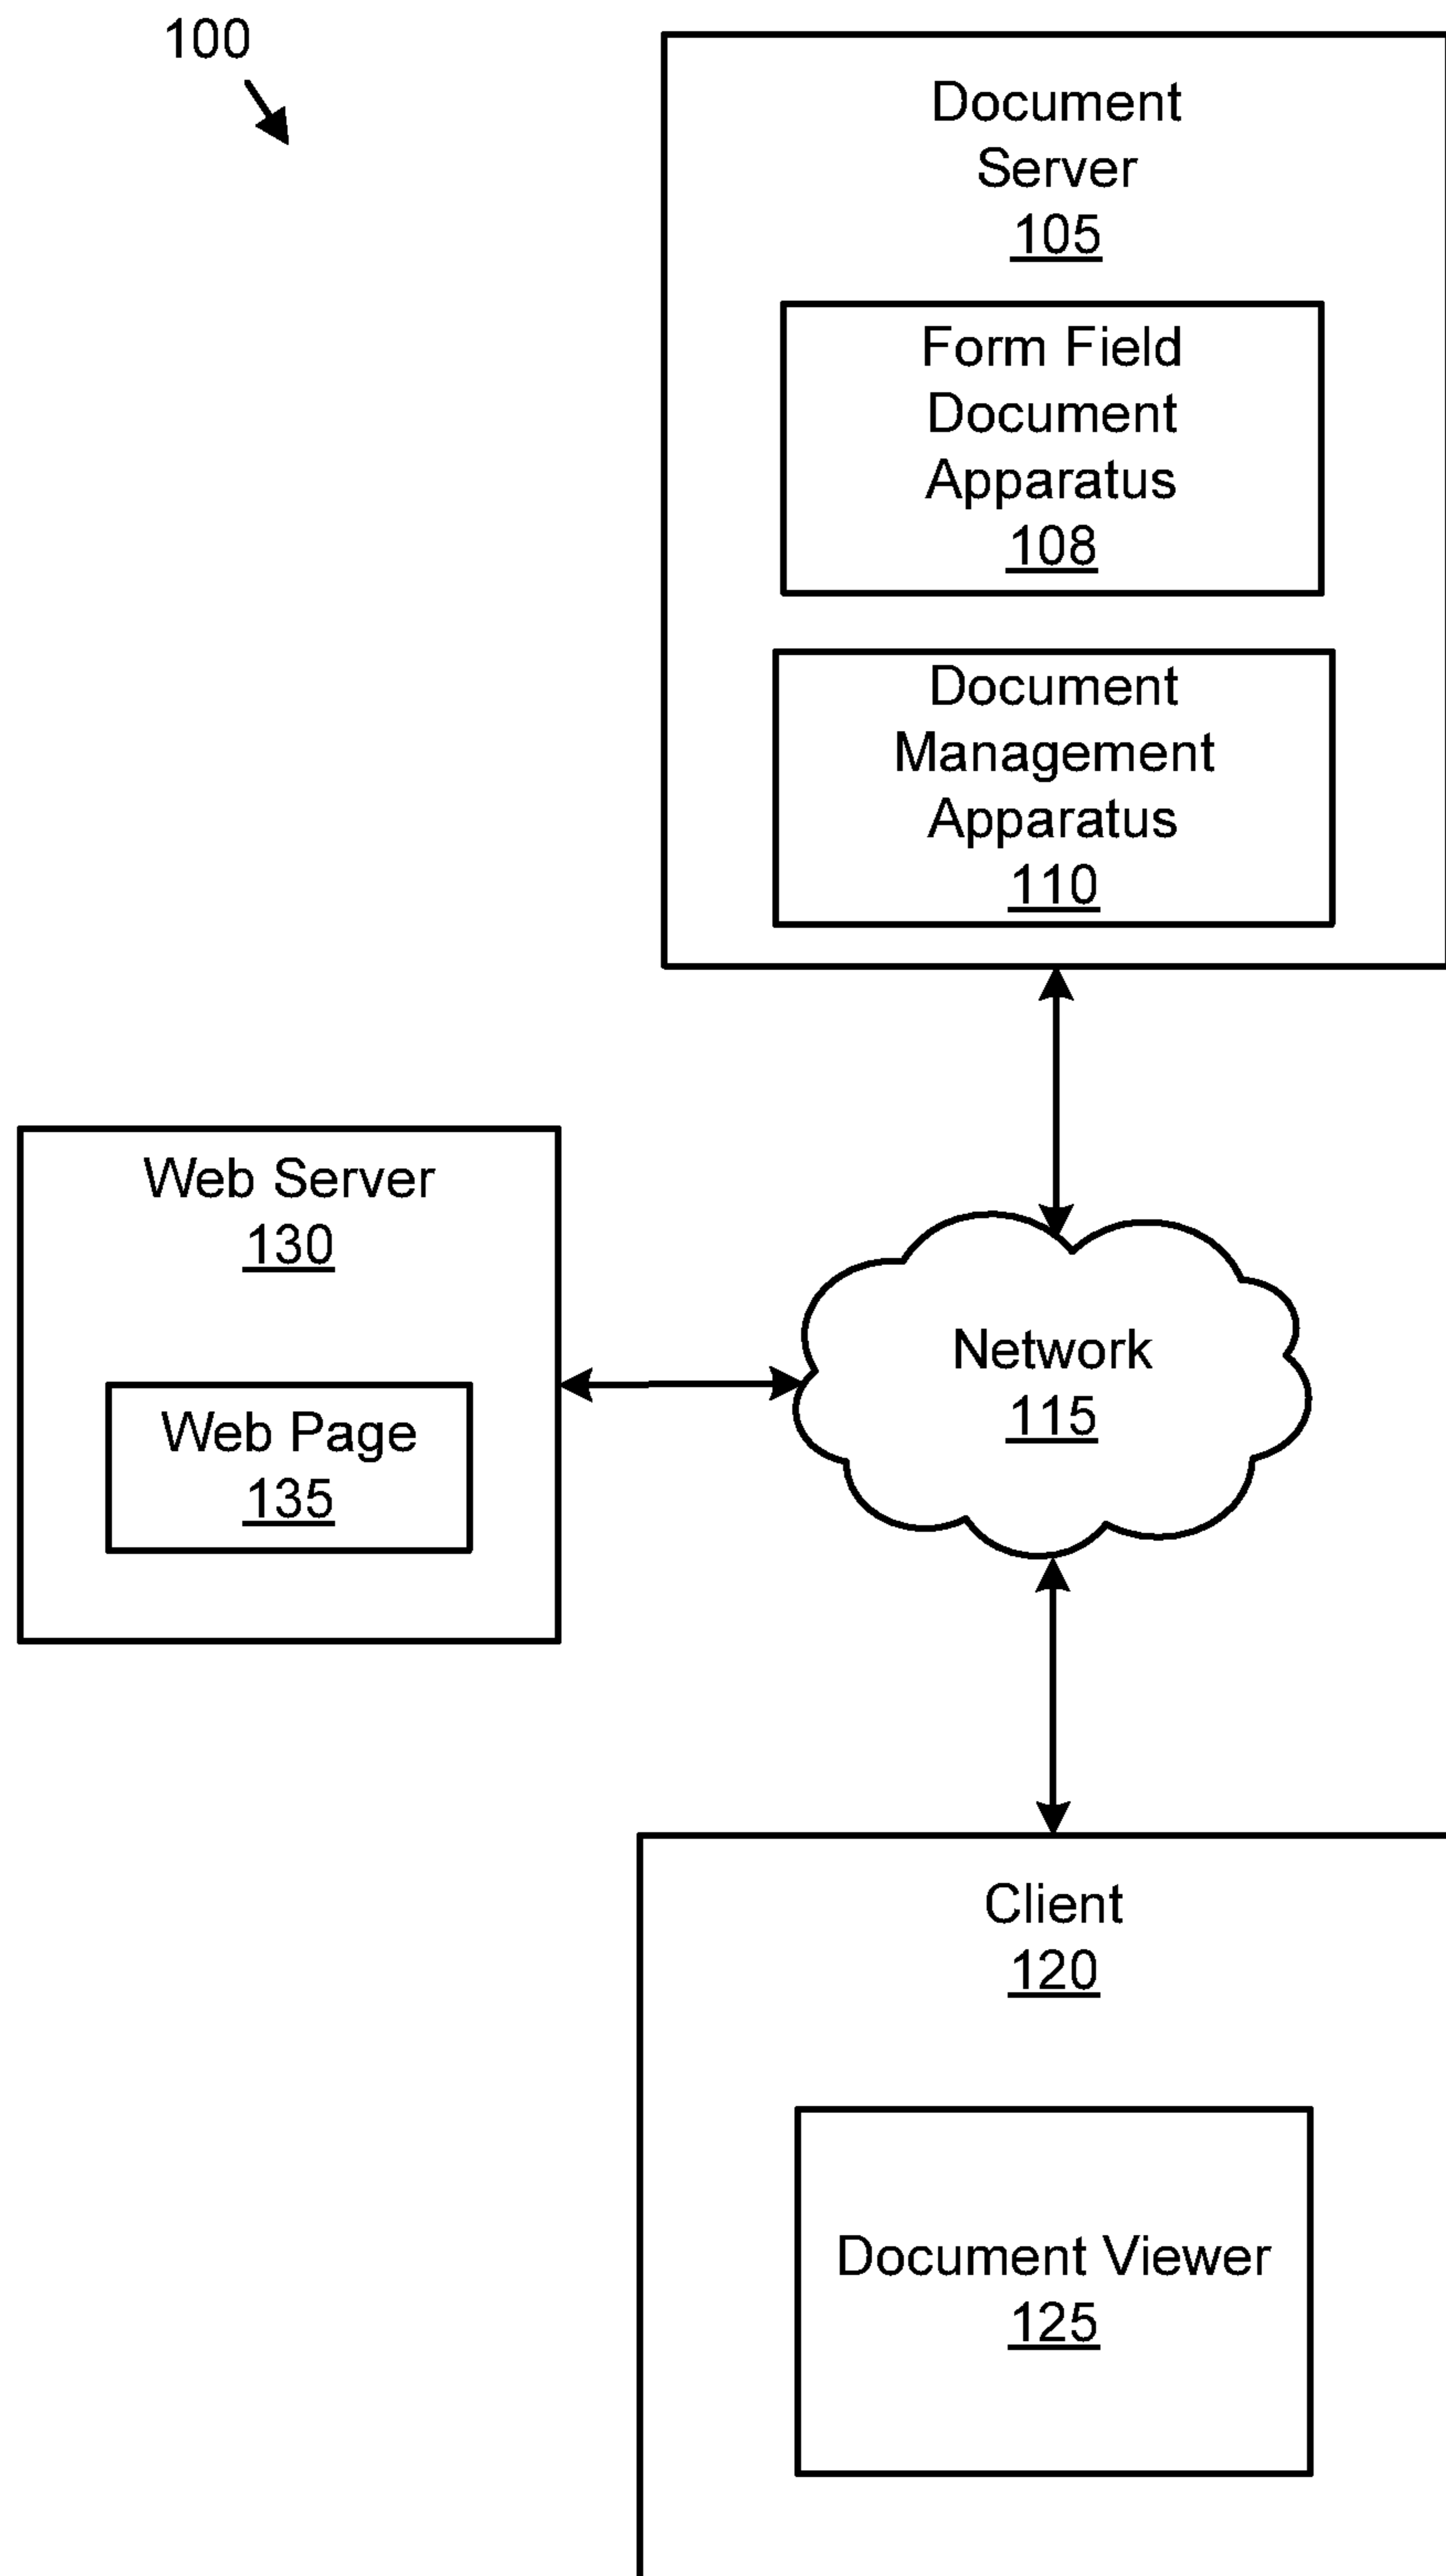 100
Document
Server
105
Form Field
Document
Apparatus
108
Document
Management
Apparatus
110
Web Server
130
Web Page
135
Network
115
Client
120
Document Viewer
125